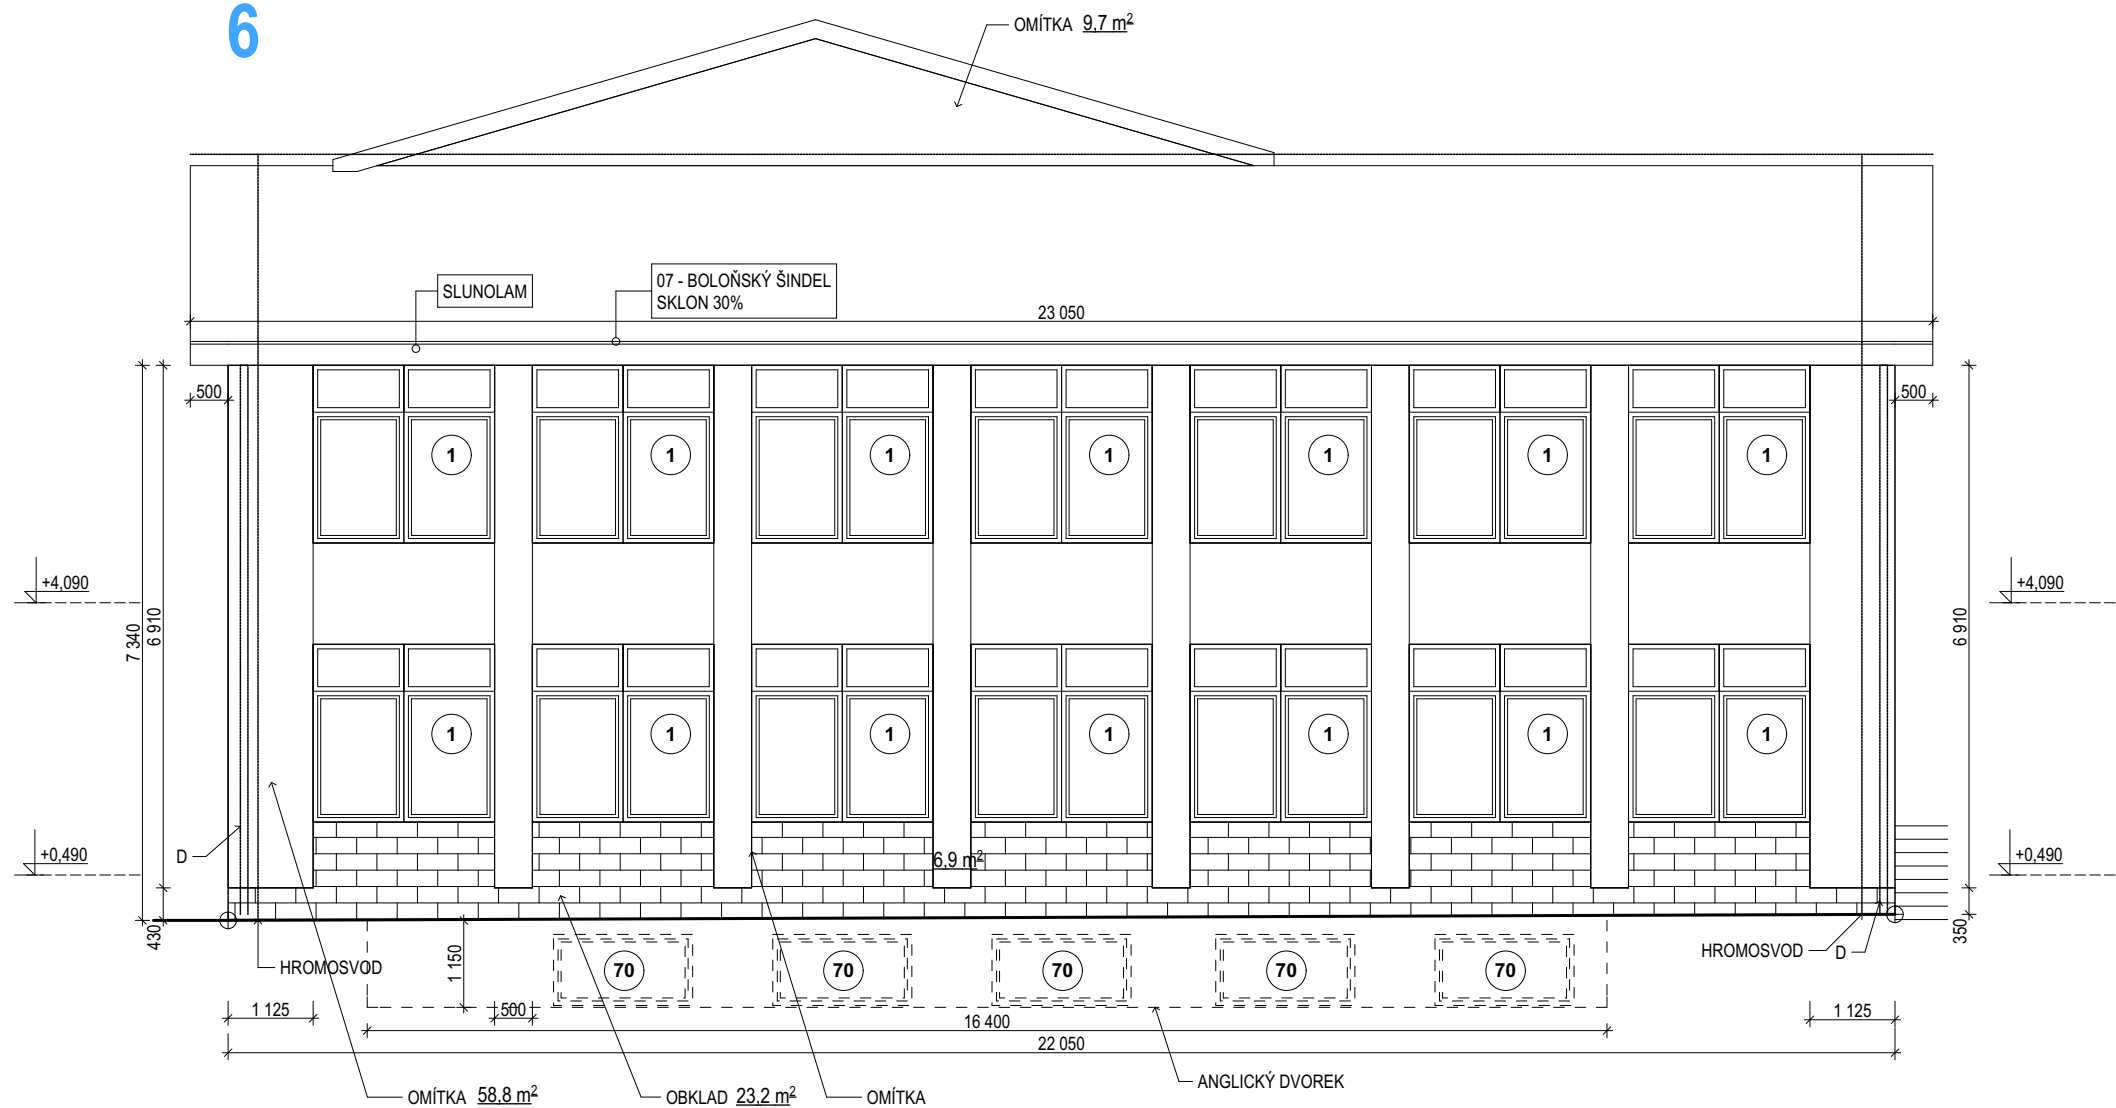 6
OMÍTKA 9,7 m²
SLUNOLAM
07 - BOLOŇSKÝ ŠINDEL
SKLON 30%
23 050
500
500
1 1 1 1 1 1 1
+4,090
+4,090
7 340
6 910
6 910
1 1 1 1 1 1 1
+0,490
D
6,9 m²
+0,490
430
350
HROMOSVOD
1 150
70 70 70 70 70
HROMOSVOD
D
1 125
500
16 400
1 125
22 050
OMÍTKA 58,8 m²
OBKLAD 23,2 m²
OMÍTKA
ANGLICKÝ DVOREK